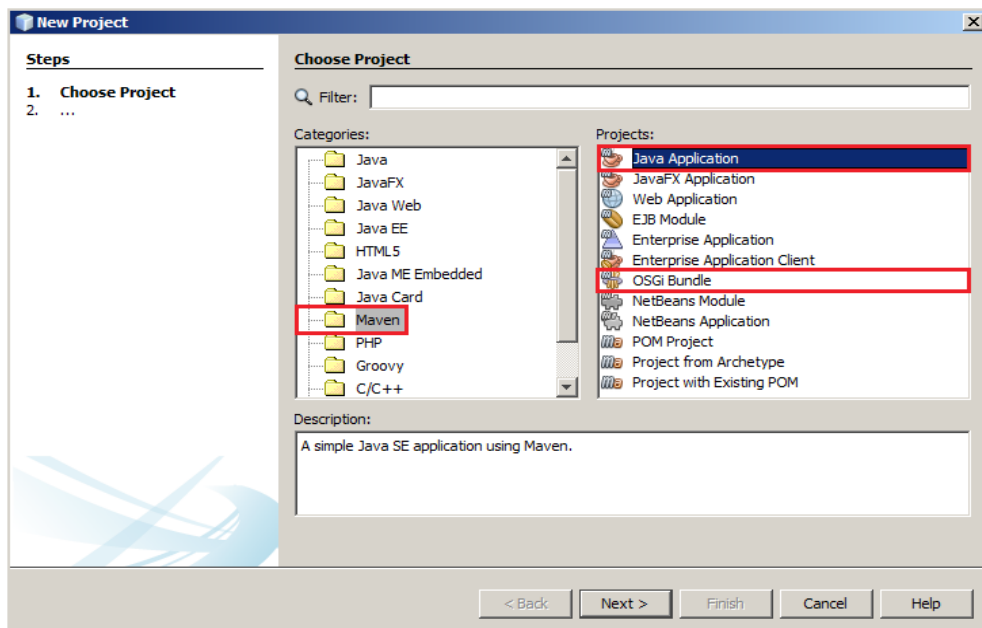 New Project
Steps
1. Choose Project
2. ...
Choose Project
Filter:
Categories:
Java
JavaFX
Java Web
Java EE
HTML5
Java ME Embedded
Java Card
Maven
PHP
Groovy
C/C++
Projects:
Java Application
JavaFX Application
Web Application
EJB Module
Enterprise Application
Enterprise Application Client
OSGi Bundle
NetBeans Module
NetBeans Application
POM Project
Project from Archetype
Project with Existing POM
Description:
A simple Java SE application using Maven.
< Back
Next >
Finish
Cancel
Help